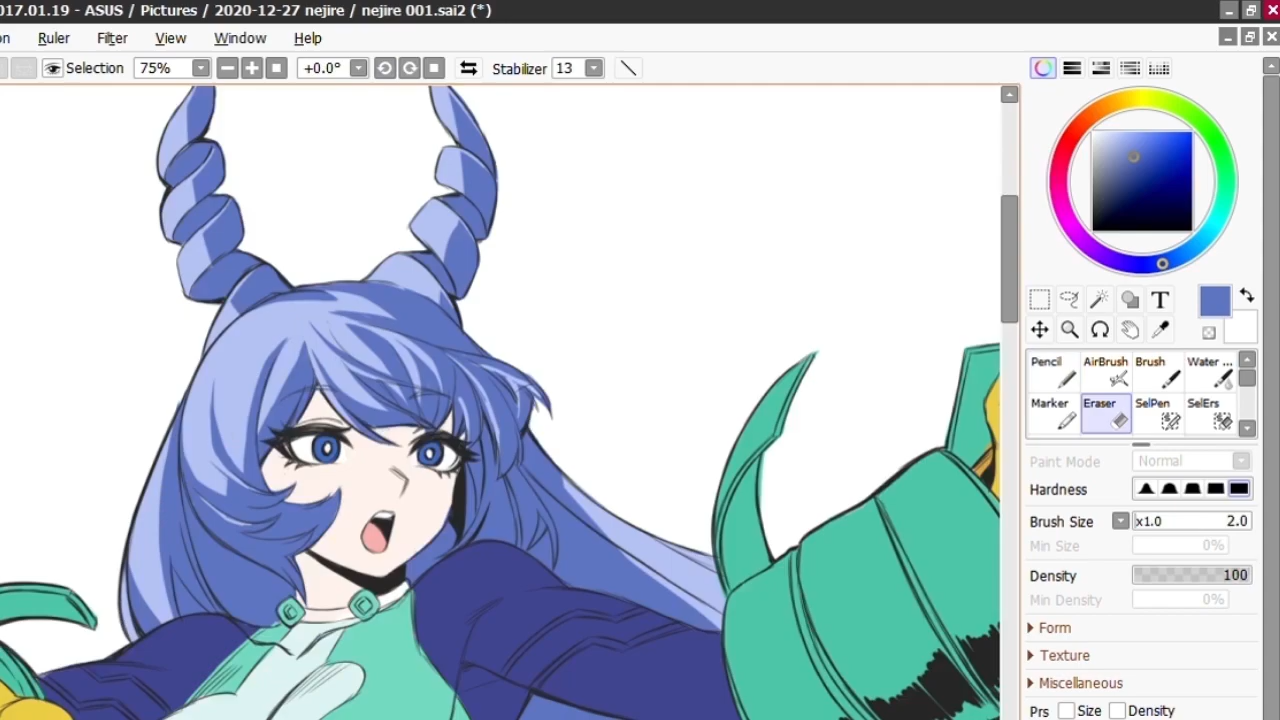 017.01.19 - ASUS / Pictures / 2020-12-27 nejire / nejire 001.sai2 (*)
n Ruler Filter View Window Help
Selection 75% +0.0° Stabilizer 13
T
Pencil AirBrush Brush Water ...
Marker Eraser SelPen SelErs
Paint Mode Normal
Hardness
Brush Size x1.0 2.0
Min Size 0%
Density 100
Min Density 0%
Form
Texture
Miscellaneous
Prs Size Density